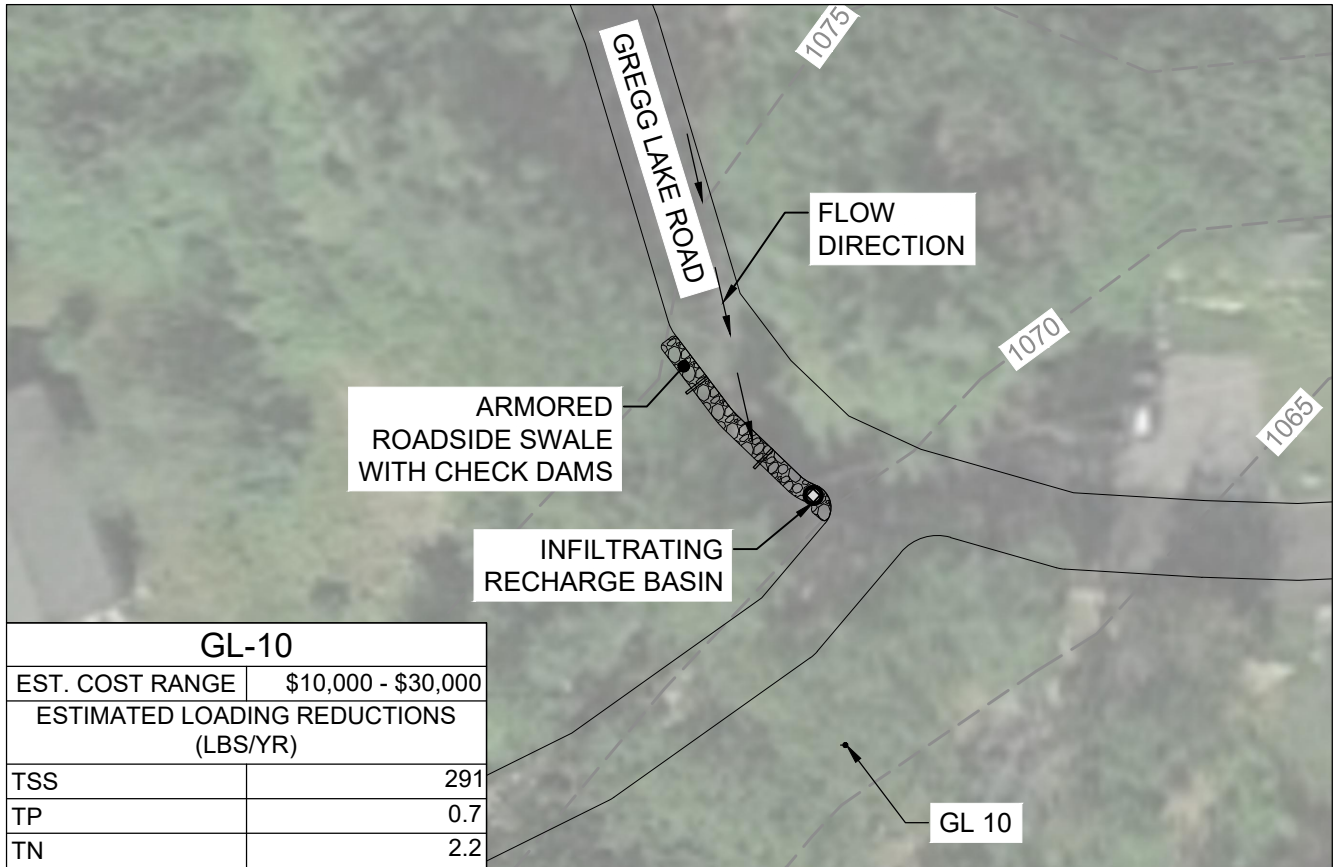 1075
GREGG LAKE ROAD
FLOW
DIRECTION
1070
1065
ARMORED
ROADSIDE SWALE
WITH CHECK DAMS
INFILTRATING
RECHARGE BASIN
GL-10
EST. COST RANGE $10,000 - $30,000
ESTIMATED LOADING REDUCTIONS
(LBS/YR)
TSS 291
TP 0.7
TN 2.2
GL 10